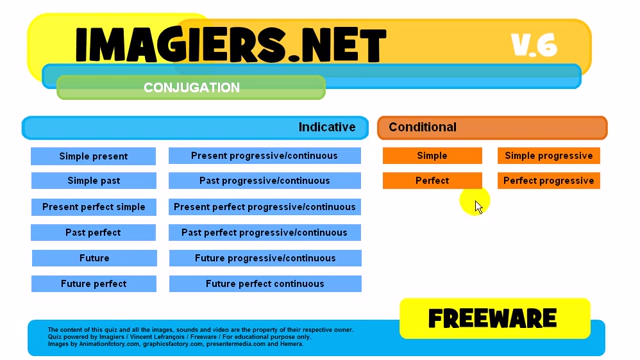 IMAGIERS.NET
V.6
CONJUGATION
Indicative
Simple present
Present progressive/continuous
Simple past
Past progressive/continuous
Present perfect simple
Present perfect progressive/continuous
Past perfect
Past perfect progressive/continuous
Future
Future progressive/continuous
Future perfect
Future perfect continuous
Conditional
Simple
Simple progressive
Perfect
Perfect progressive
FREEWARE
The content of this quiz and all the images, sounds and video are the property of their respective owner.
Quiz powered by Imagiers / Vincent Lefrançois / Freeware / For educational purpose only.
Images by Animationfctory.com, graphicsfactory.com, presentermedia.com and Hemera.